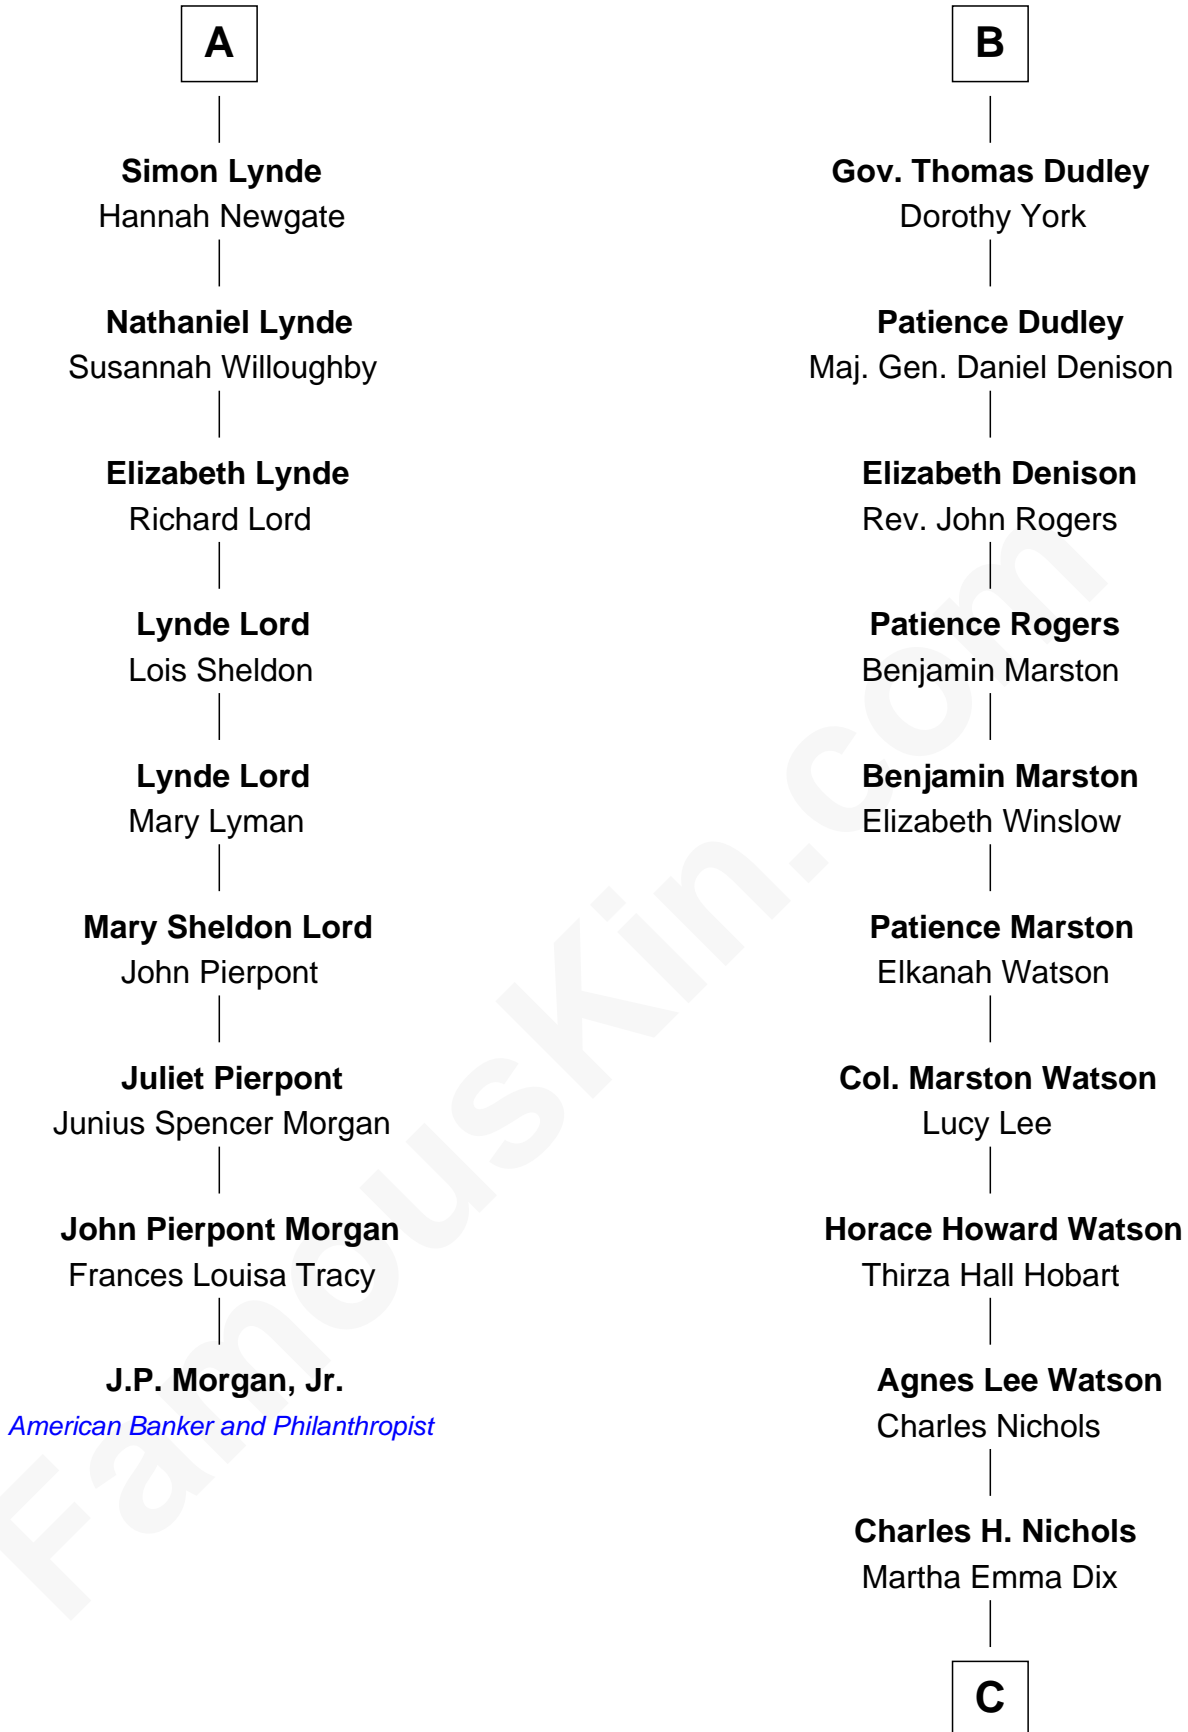 A
Simon Lynde
Hannah Newgate
Nathaniel Lynde
Susannah Willoughby
Elizabeth Lynde
Richard Lord
Lynde Lord
Lois Sheldon
Lynde Lord
Mary Lyman
Mary Sheldon Lord
John Pierpont
Juliet Pierpont
Junius Spencer Morgan
John Pierpont Morgan
Frances Louisa Tracy
J.P. Morgan, Jr.
American Banker and Philanthropist
B
Gov. Thomas Dudley
Dorothy York
Patience Dudley
Maj. Gen. Daniel Denison
Elizabeth Denison
Rev. John Rogers
Patience Rogers
Benjamin Marston
Benjamin Marston
Elizabeth Winslow
Patience Marston
Elkanah Watson
Col. Marston Watson
Lucy Lee
Horace Howard Watson
Thirza Hall Hobart
Agnes Lee Watson
Charles Nichols
Charles H. Nichols
Martha Emma Dix
C
FamousKin.com